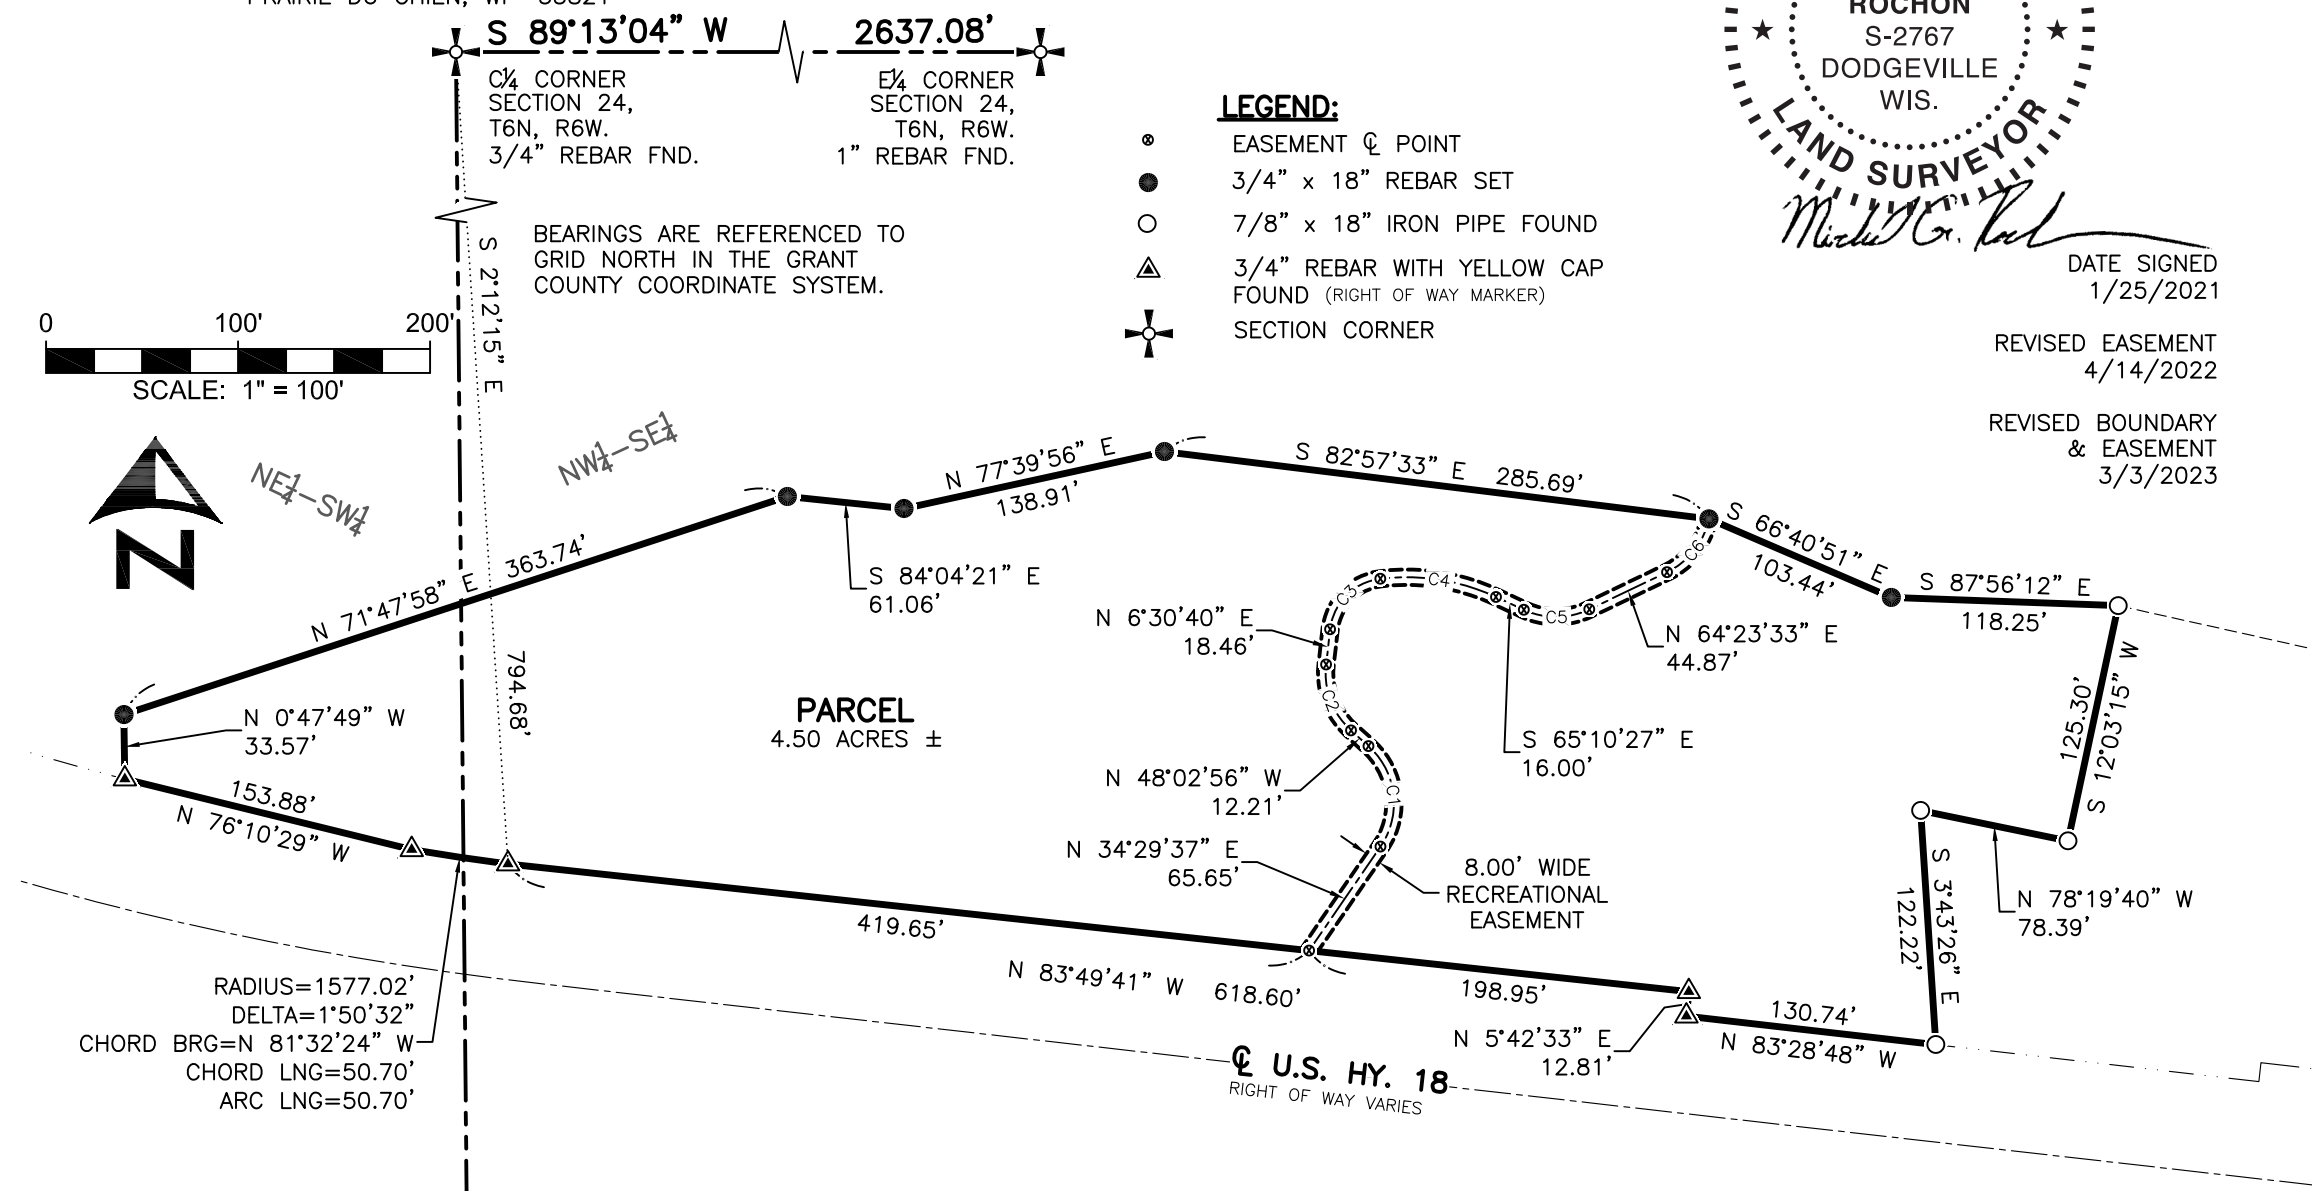 S 89°13'04" W
2637.08'
C¼ CORNER
SECTION 24,
T6N, R6W.
3/4" REBAR FND.
E¼ CORNER
SECTION 24,
T6N, R6W.
1" REBAR FND.
BEARINGS ARE REFERENCED TO
GRID NORTH IN THE GRANT
COUNTY COORDINATE SYSTEM.
LEGEND:
EASEMENT ℄ POINT
3/4" x 18" REBAR SET
7/8" x 18" IRON PIPE FOUND
3/4" REBAR WITH YELLOW CAP
FOUND (RIGHT OF WAY MARKER)
SECTION CORNER
ROCHON
S-2767
DODGEVILLE
WIS.
LAND SURVEYOR
DATE SIGNED
1/25/2021
REVISED EASEMENT
4/14/2022
REVISED BOUNDARY
& EASEMENT
3/3/2023
0 100' 200'
SCALE: 1" = 100'
N
S 2°12'15" E
794.68'
NE¼-SW¼
NW¼-SE¼
N 71°47'58" E 363.74'
S 84°04'21" E
61.06'
N 77°39'56" E
138.91'
S 82°57'33" E 285.69'
S 66°40'51" E
103.44'
S 87°56'12" E
118.25'
125.30'
S 12°03'15" W
N 78°19'40" W
78.39'
S 3°43'26" E
122.22'
130.74'
N 83°28'48" W
N 5°42'33" E
12.81'
198.95'
N 83°49'41" W 618.60'
419.65'
N 0°47'49" W
33.57'
153.88'
N 76°10'29" W
RADIUS=1577.02'
DELTA=1°50'32"
CHORD BRG=N 81°32'24" W
CHORD LNG=50.70'
ARC LNG=50.70'
PARCEL
4.50 ACRES ±
N 6°30'40" E
18.46'
N 48°02'56" W
12.21'
N 34°29'37" E
65.65'
S 65°10'27" E
16.00'
N 64°23'33" E
44.87'
C1
C2
C3
C4
C5
C6
8.00' WIDE
RECREATIONAL
EASEMENT
℄ U.S. HY. 18
RIGHT OF WAY VARIES